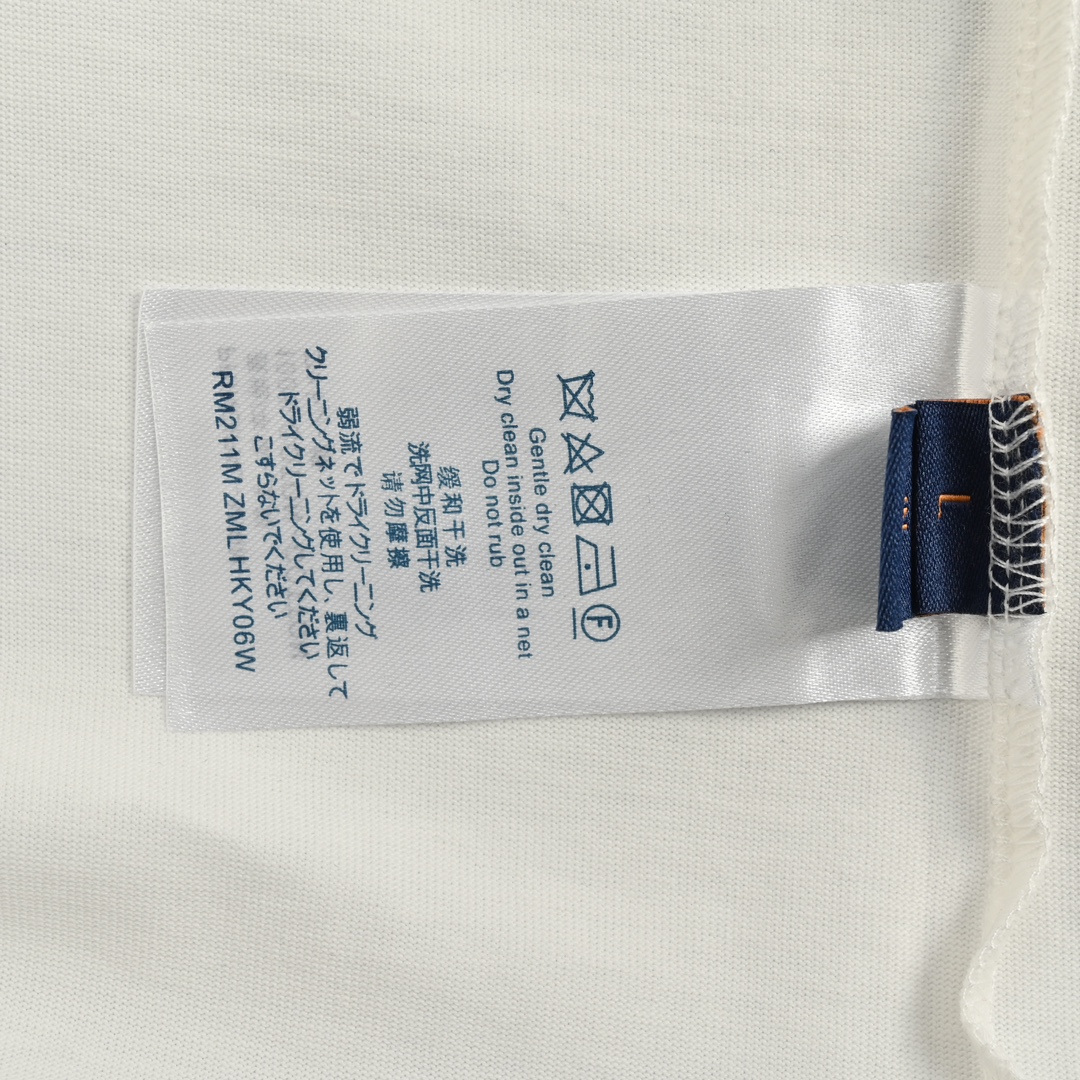 F
Gentle dry clean
Dry clean inside out in a net
Do not rub
缓和干洗
洗网中反面干洗
请勿摩擦
弱流でドライクリーニング
クリーニングネットを使用し、裏返して
ドライクリーニングしてください
こすらないでください
RM211M ZML HKY06W
L